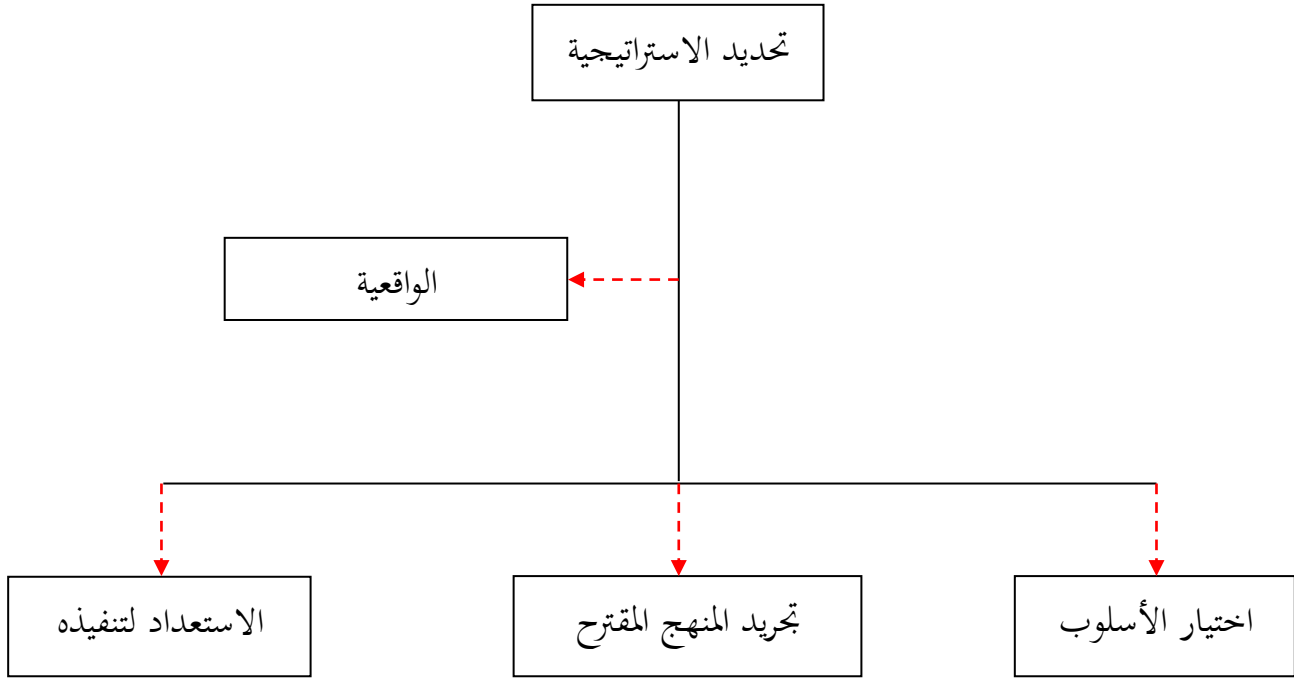 تحديد الاستراتيجية
الواقعية
اختيار الأسلوب
تجريد المنهج المقترح
الاستعداد لتنفيذه